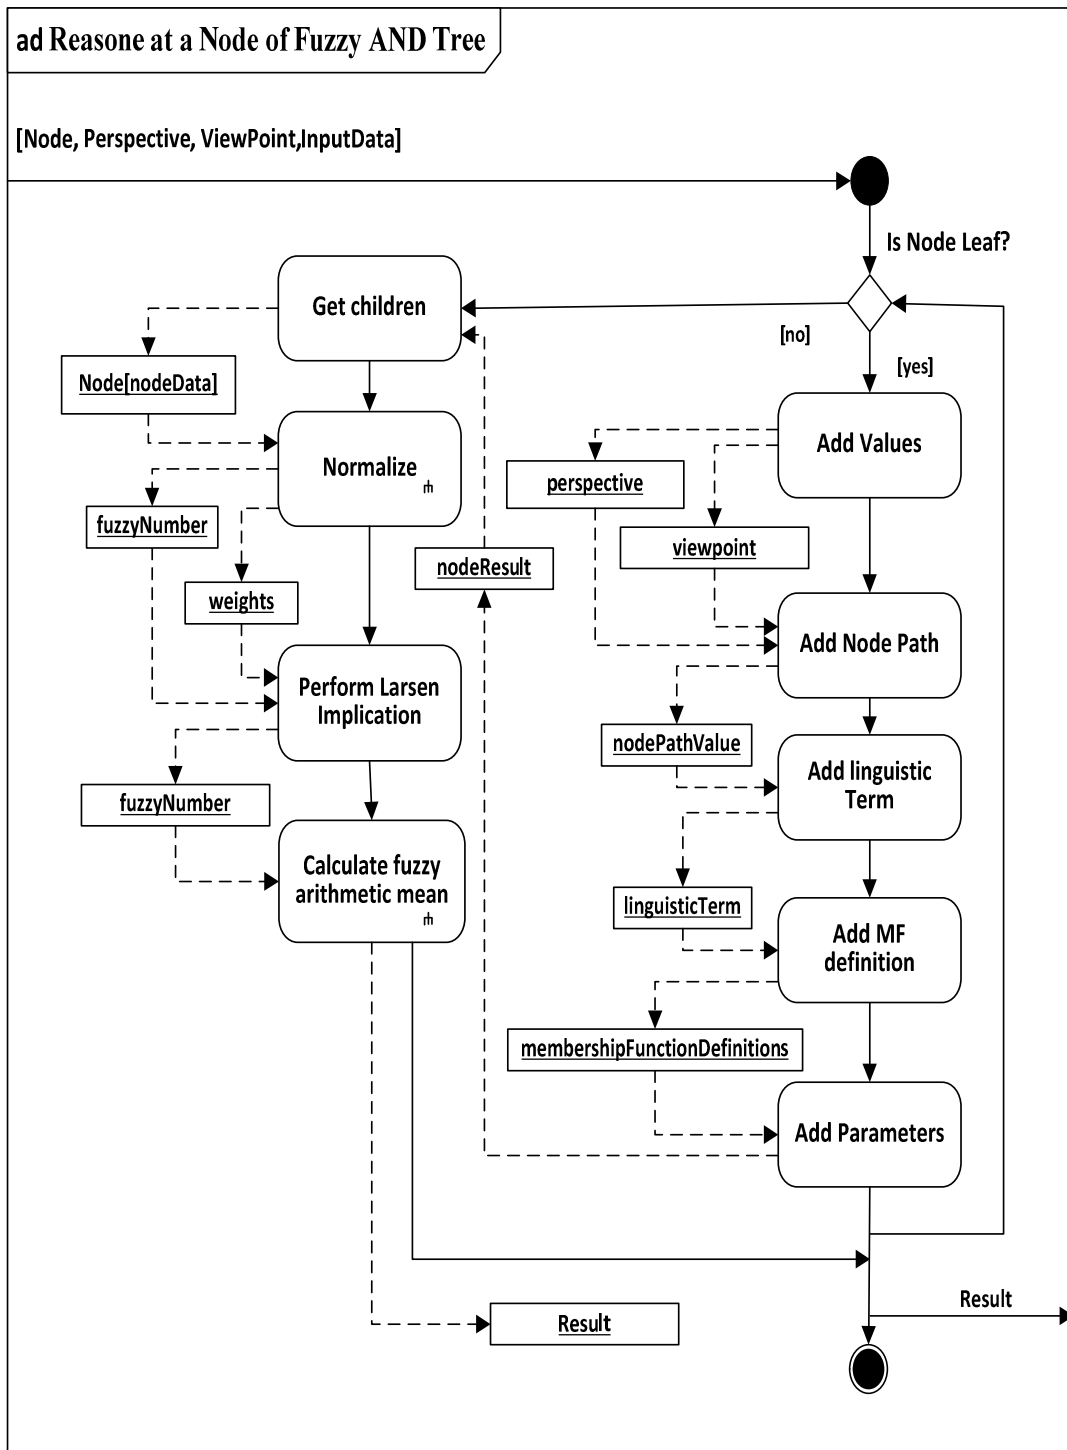 ad Reasone at a Node of Fuzzy AND Tree
[Node, Perspective, ViewPoint,InputData]
Is Node Leaf?
Get children
[no]
[yes]
Node[nodeData]
Add Values
Normalize
perspective
fuzzyNumber
viewpoint
nodeResult
weights
Add Node Path
Perform Larsen
Implication
nodePathValue
Add linguistic
Term
fuzzyNumber
Calculate fuzzy
arithmetic mean
linguisticTerm
Add MF
definition
membershipFunctionDefinitions
Add Parameters
Result
Result